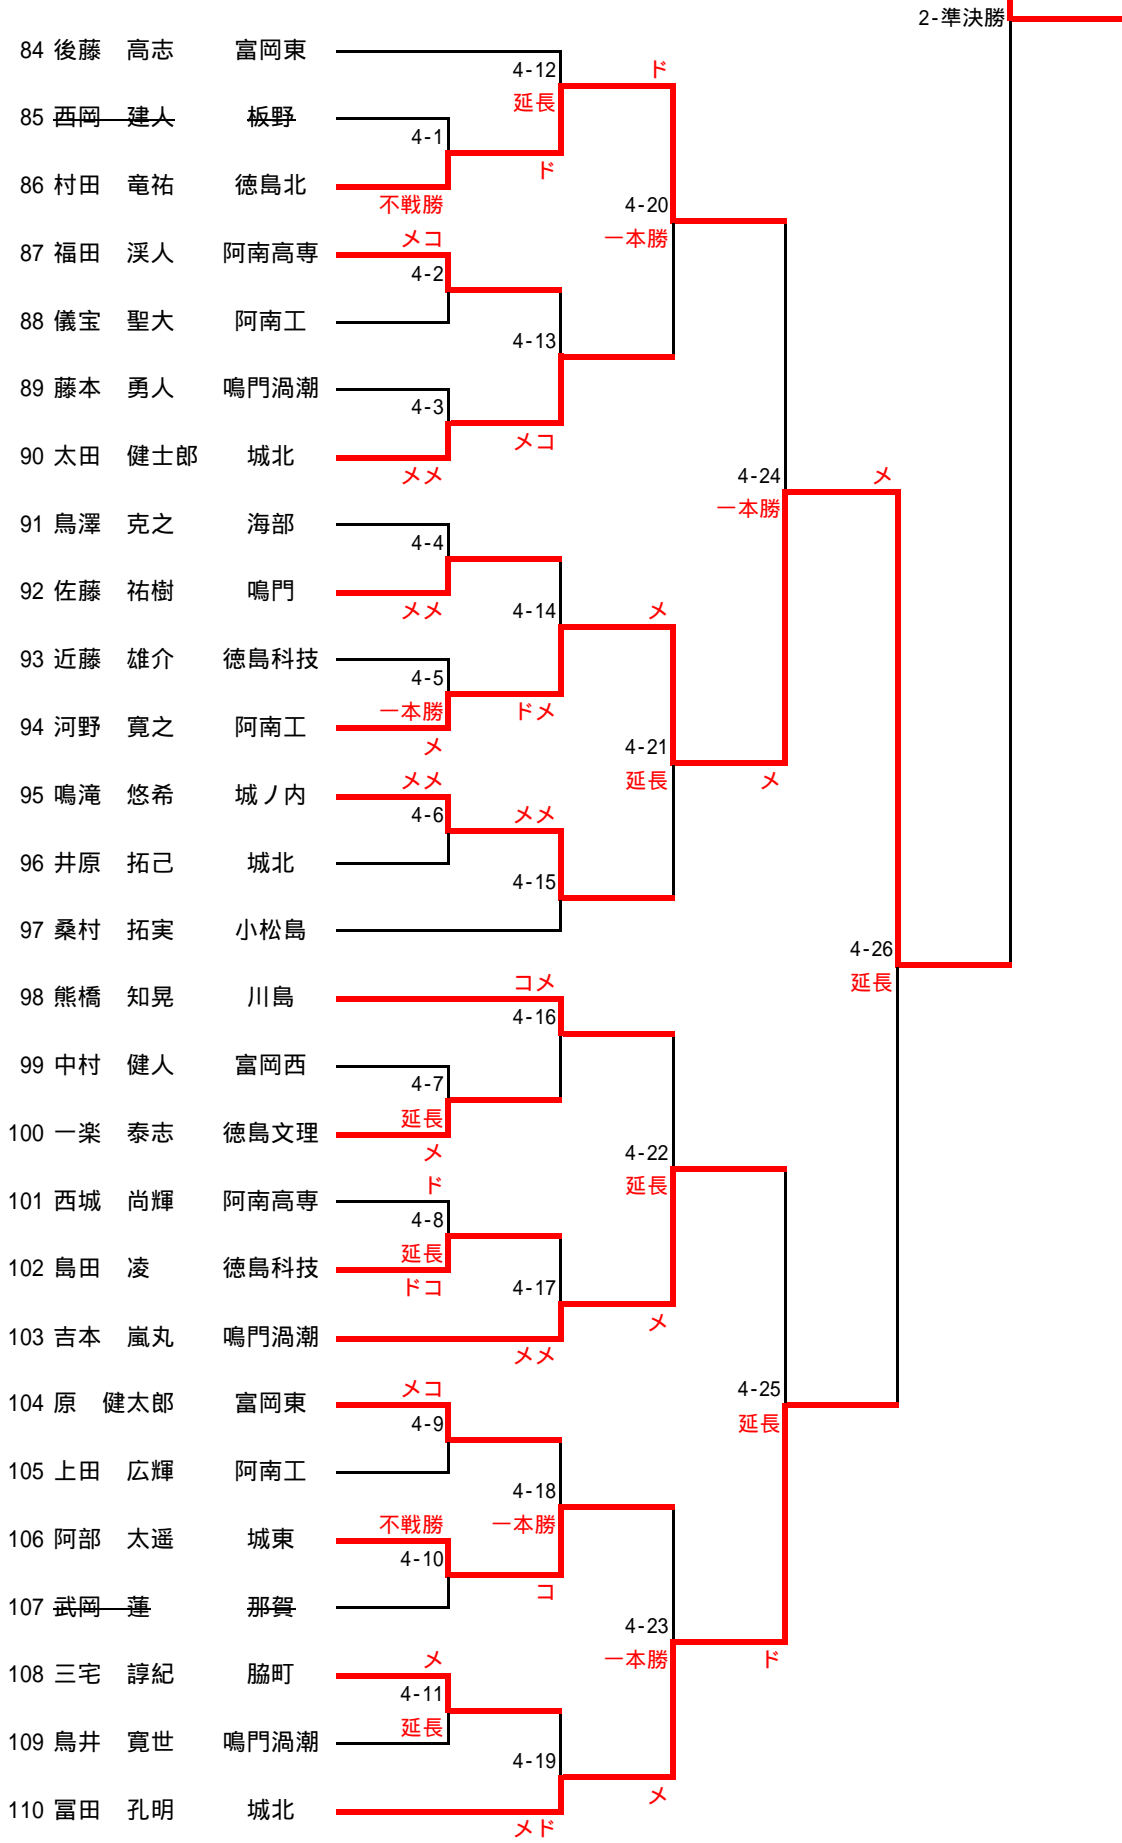 2-準決勝
84 後藤 高志 富岡東
4-12 ド
延長
85 西岡 建人 板野
4-1
ド
86 村田 竜祐 徳島北
不戦勝 4-20
メコ 一本勝
87 福田 渓人 阿南高専
4-2
88 儀宝 聖大 阿南工
4-13
89 藤本 勇人 鳴門渦潮
4-3
メコ
90 太田 健士郎 城北
メメ 4-24 メ
一本勝
91 鳥澤 克之 海部
4-4
92 佐藤 祐樹 鳴門
メメ 4-14 メ
93 近藤 雄介 徳島科技
4-5
一本勝 ドメ
94 河野 寛之 阿南工
メ 4-21
メメ 延長 メ
95 鳴滝 悠希 城ノ内
4-6 メメ
96 井原 拓己 城北
4-15
97 桑村 拓実 小松島
4-26
コメ 延長
98 熊橋 知晃 川島
4-16
99 中村 健人 富岡西
4-7
延長
100 一楽 泰志 徳島文理
メ 4-22
ド 延長
101 西城 尚輝 阿南高専
4-8
延長
102 島田 凌 徳島科技
ドコ 4-17
メ
103 吉本 嵐丸 鳴門渦潮
メメ
メコ 4-25
104 原 健太郎 富岡東
4-9 延長
105 上田 広輝 阿南工
4-18
不戦勝 一本勝
106 阿部 太遥 城東
4-10
コ
107 武岡 蓮 那賀
4-23
メ 一本勝 ド
108 三宅 諄紀 脇町
4-11
延長
109 鳥井 寛世 鳴門渦潮
4-19
メ
110 冨田 孔明 城北
メド